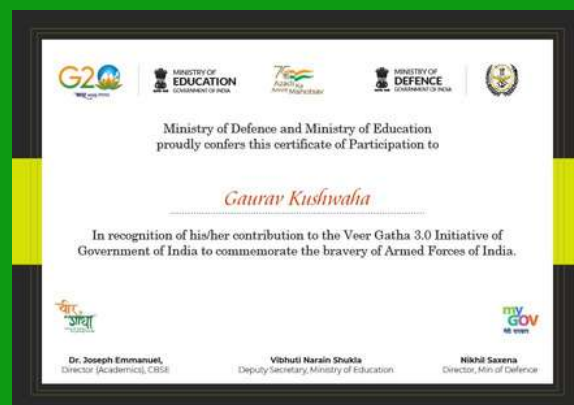 G20
MINISTRY OF
EDUCATION
GOVERNMENT OF INDIA
Azadi Ka
Amrit Mahotsav
MINISTRY OF
DEFENCE
GOVERNMENT OF INDIA
Ministry of Defence and Ministry of Education
proudly confers this certificate of Participation to
Gaurav Kushwaha
In recognition of his/her contribution to the Veer Gatha 3.0 Initiative of
Government of India to commemorate the bravery of Armed Forces of India.
वीर
गाथा
my
GOV
मेरी सरकार
Dr. Joseph Emmanuel,
Director (Academics), CBSE
Vibhuti Narain Shukla
Deputy Secretary, Ministry of Education
Nikhil Saxena
Director, Min of Defence